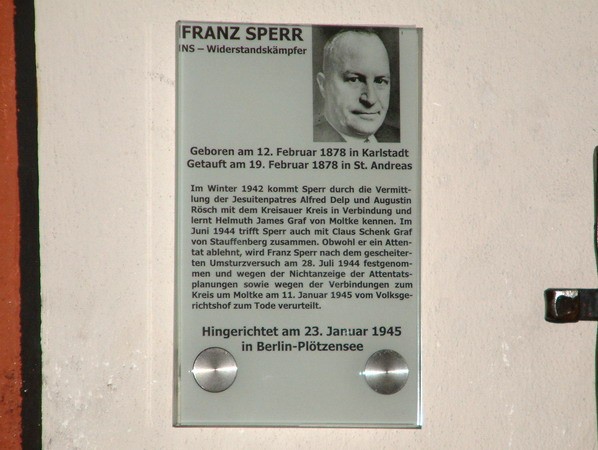 FRANZ SPERR
NS – Widerstandskämpfer
Geboren am 12. Februar 1878 in Karlstadt
Getauft am 19. Februar 1878 in St. Andreas
Im Winter 1942 kommt Sperr durch die Vermitt-
lung der Jesuitenpatres Alfred Delp und Augustin
Rösch mit dem Kreisauer Kreis in Verbindung und
lernt Helmuth James Graf von Moltke kennen. Im
Juni 1944 trifft Sperr auch mit Claus Schenk Graf
von Stauffenberg zusammen. Obwohl er ein Atten-
tat ablehnt, wird Franz Sperr nach dem gescheiter-
ten Umsturzversuch am 28. Juli 1944 festgenom-
men und wegen der Nichtanzeige der Attentats-
planungen sowie wegen der Verbindungen zum
Kreis um Moltke am 11. Januar 1945 vom Volksge-
richtshof zum Tode verurteilt.
Hingerichtet am 23. Januar 1945
in Berlin-Plötzensee